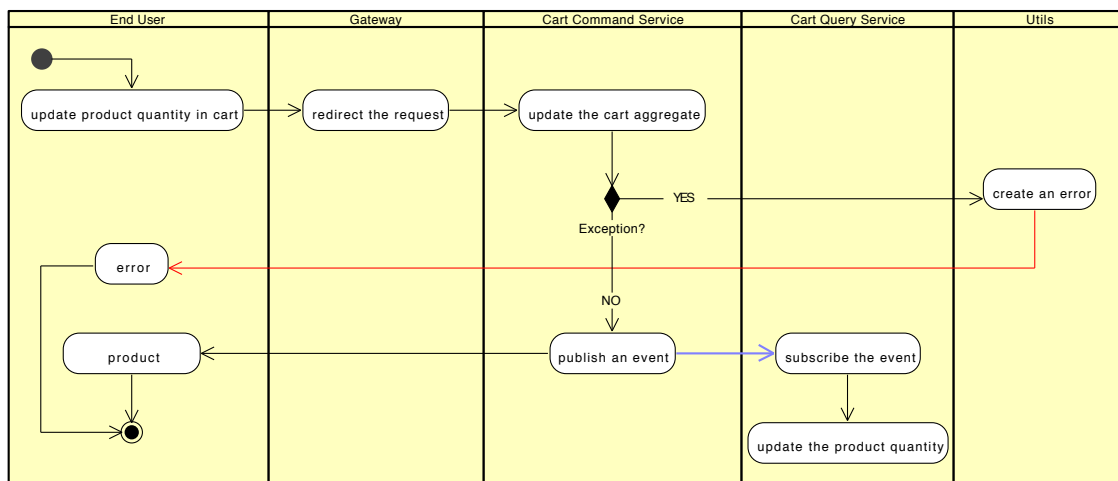 End User
Gateway
Cart Command Service
Cart Query Service
Utils
update product quantity in cart
redirect the request
update the cart aggregate
create an error
YES
Exception?
error
NO
product
publish an event
subscribe the event
update the product quantity